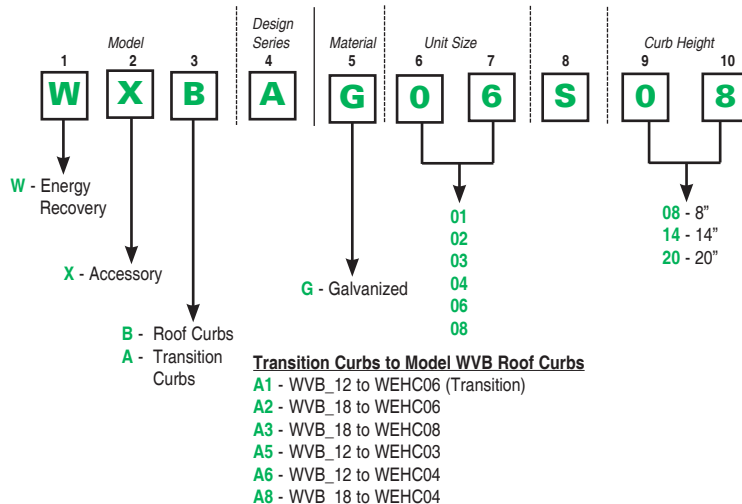 Design
Model Series Material Unit Size Curb Height
1 2 3 4 5 6 7 8 9 10
W X B A G 0 6 S 0 8
W - Energy
Recovery
X - Accessory
B - Roof Curbs
A - Transition
Curbs
G - Galvanized
01
02
03
04
06
08
08 - 8”
14 - 14”
20 - 20”
Transition Curbs to Model WVB Roof Curbs
A1 - WVB_12 to WEHC06 (Transition)
A2 - WVB_18 to WEHC06
A3 - WVB_18 to WEHC08
A5 - WVB_12 to WEHC03
A6 - WVB_12 to WEHC04
A8 - WVB_18 to WEHC04